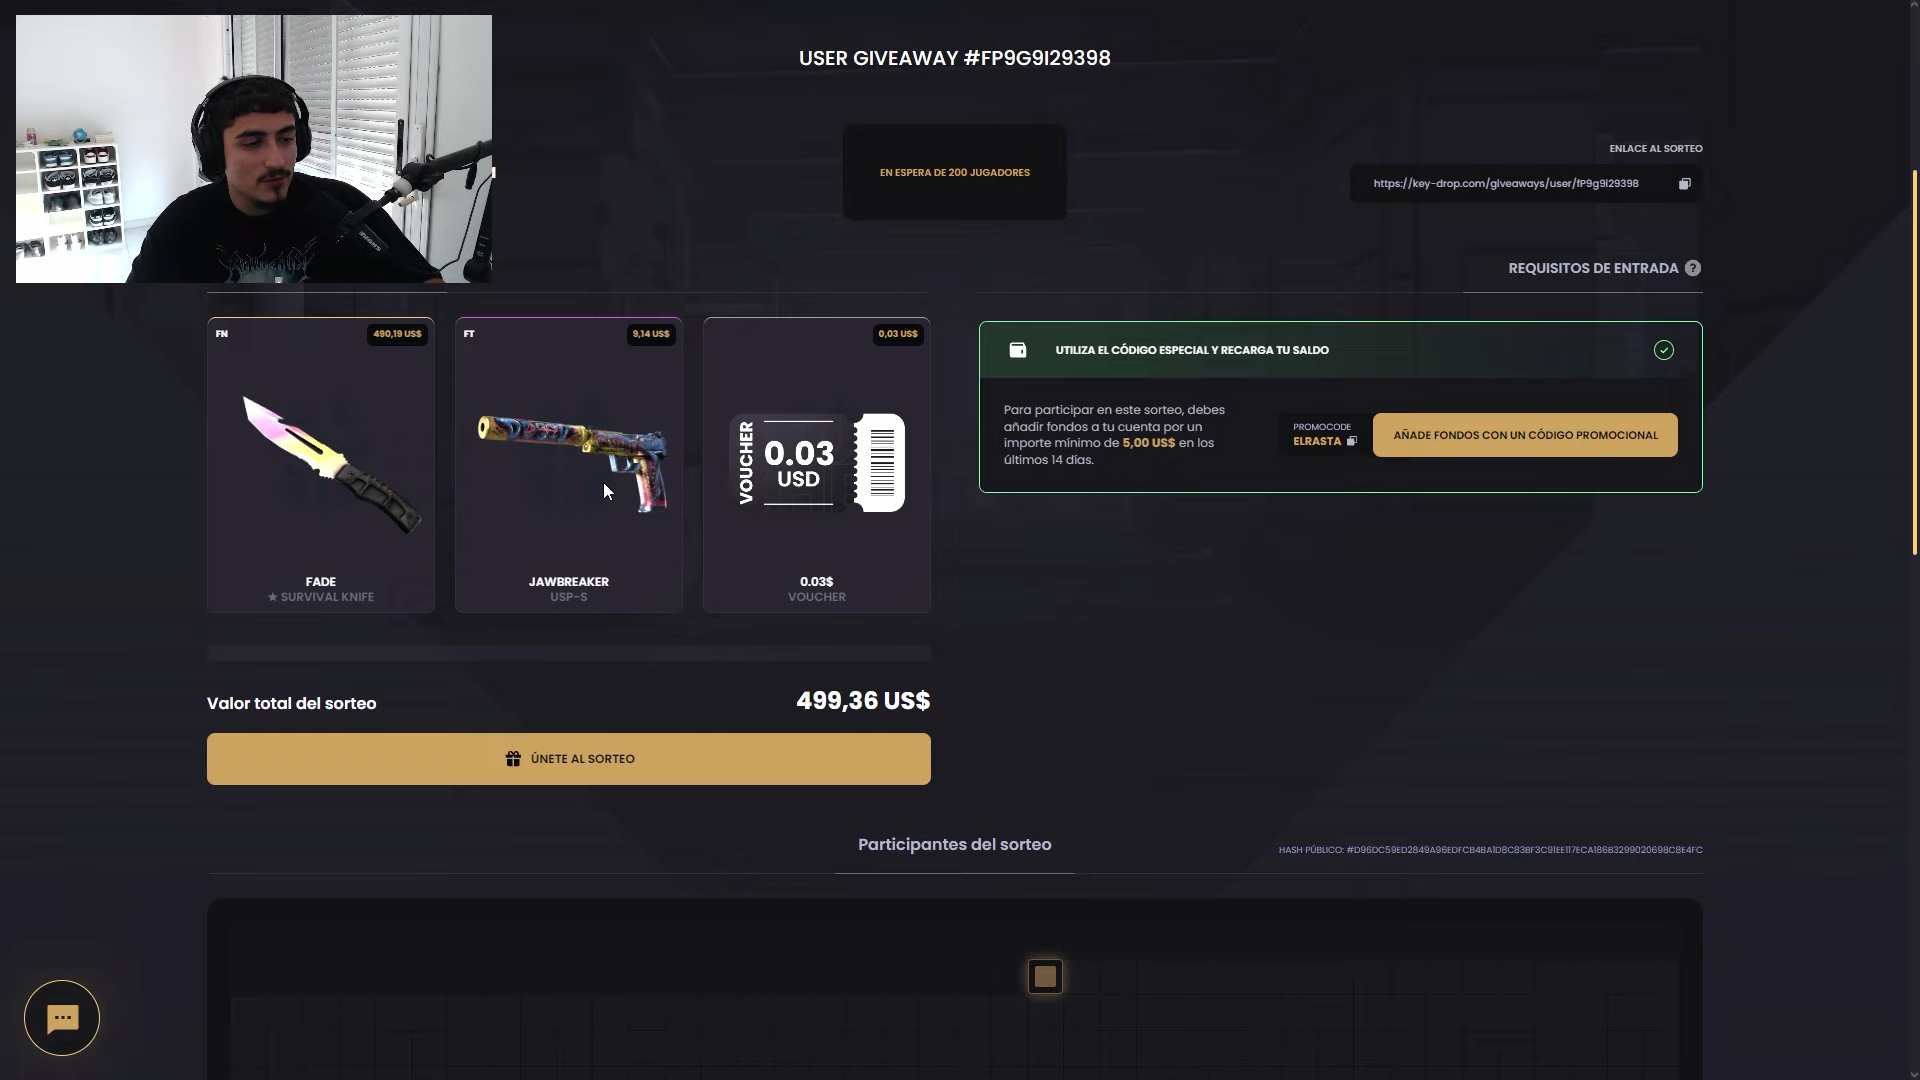 USER GIVEAWAY #FP9G9I29398
EN ESPERA DE 200 JUGADORES
ENLACE AL SORTEO
https://key-drop.com/giveaways/user/fP9g9i29398
REQUISITOS DE ENTRADA ?
FN
490,19 US$
FADE
★ SURVIVAL KNIFE
FT
9,14 US$
JAWBREAKER
USP-S
0,03 US$
VOUCHER
0.03
USD
0.03$
VOUCHER
UTILIZA EL CÓDIGO ESPECIAL Y RECARGA TU SALDO
Para participar en este sorteo, debes
añadir fondos a tu cuenta por un
importe mínimo de 5,00 US$ en los
últimos 14 días.
PROMOCODE
ELRASTA
AÑADE FONDOS CON UN CÓDIGO PROMOCIONAL
Valor total del sorteo
499,36 US$
ÚNETE AL SORTEO
Participantes del sorteo